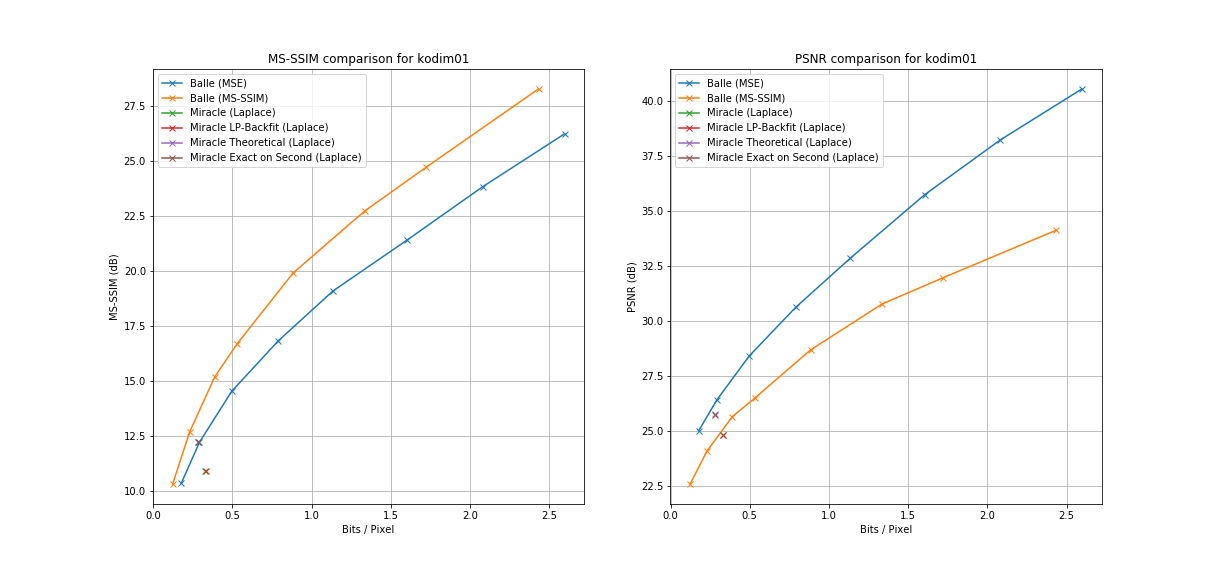 MS-SSIM comparison for kodim01
Balle (MSE)
Balle (MS-SSIM)
Miracle (Laplace)
Miracle LP-Backfit (Laplace)
Miracle Theoretical (Laplace)
Miracle Exact on Second (Laplace)
MS-SSIM (dB)
27.5
25.0
22.5
20.0
17.5
15.0
12.5
10.0
0.0 0.5 1.0 1.5 2.0 2.5
Bits / Pixel
PSNR comparison for kodim01
Balle (MSE)
Balle (MS-SSIM)
Miracle (Laplace)
Miracle LP-Backfit (Laplace)
Miracle Theoretical (Laplace)
Miracle Exact on Second (Laplace)
PSNR (dB)
40.0
37.5
35.0
32.5
30.0
27.5
25.0
22.5
0.0 0.5 1.0 1.5 2.0 2.5
Bits / Pixel